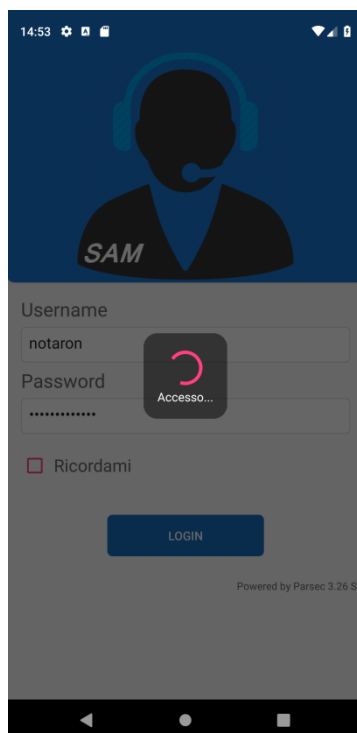 14:53
SAM
Username
notaron
Password
•••••••••••••
Accesso...
Ricordami
LOGIN
Powered by Parsec 3.26 S